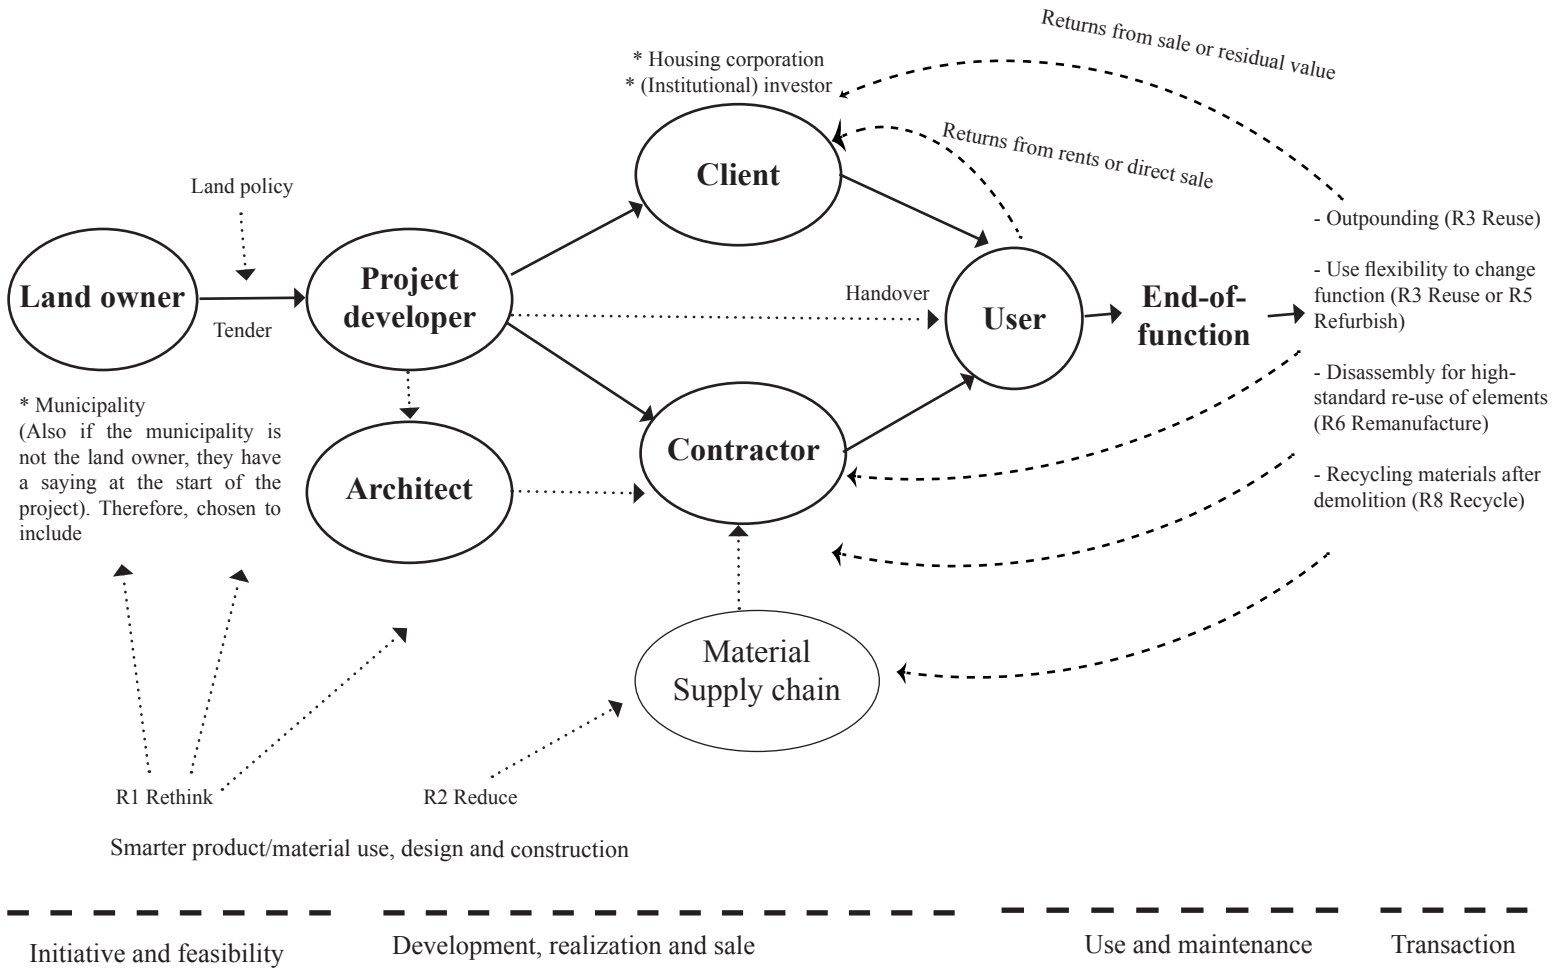 Returns from sale or residual value
* Housing corporation
* (Institutional) investor
Returns from rents or direct sale
Client
Land policy
- Outpounding (R3 Reuse)
- Use flexibility to change
function (R3 Reuse or R5
Refurbish)
Land owner
Project
developer
Handover
User
End-of-
function
Tender
- Disassembly for high-
standard re-use of elements
(R6 Remanufacture)
* Municipality
(Also if the municipality is
not the land owner, they have
a saying at the start of the
project). Therefore, chosen to
include
Contractor
Architect
- Recycling materials after
demolition (R8 Recycle)
Material
Supply chain
R1 Rethink
R2 Reduce
Smarter product/material use, design and construction
Initiative and feasibility
Development, realization and sale
Use and maintenance
Transaction